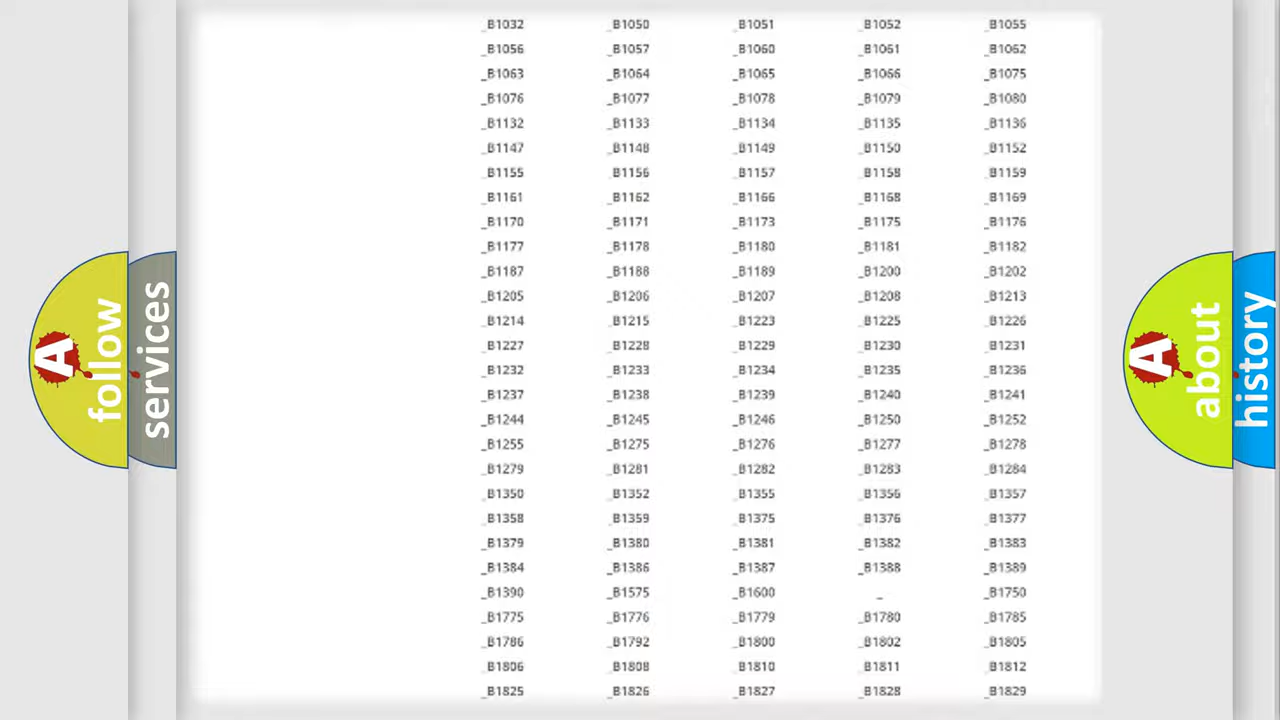 _B1032 _B1050 _B1051 _B1052 _B1055
_B1056 _B1057 _B1060 _B1061 _B1062
_B1063 _B1064 _B1065 _B1066 _B1075
_B1076 _B1077 _B1078 _B1079 _B1080
_B1132 _B1133 _B1134 _B1135 _B1136
_B1147 _B1148 _B1149 _B1150 _B1152
_B1155 _B1156 _B1157 _B1158 _B1159
_B1161 _B1162 _B1166 _B1168 _B1169
_B1170 _B1171 _B1173 _B1175 _B1176
_B1177 _B1178 _B1180 _B1181 _B1182
_B1187 _B1188 _B1189 _B1200 _B1202
_B1205 _B1206 _B1207 _B1208 _B1213
_B1214 _B1215 _B1223 _B1225 _B1226
_B1227 _B1228 _B1229 _B1230 _B1231
_B1232 _B1233 _B1234 _B1235 _B1236
_B1237 _B1238 _B1239 _B1240 _B1241
_B1244 _B1245 _B1246 _B1250 _B1252
_B1255 _B1275 _B1276 _B1277 _B1278
_B1279 _B1281 _B1282 _B1283 _B1284
_B1350 _B1352 _B1355 _B1356 _B1357
_B1358 _B1359 _B1375 _B1376 _B1377
_B1379 _B1380 _B1381 _B1382 _B1383
_B1384 _B1386 _B1387 _B1388 _B1389
_B1390 _B1575 _B1600 _ _B1750
_B1775 _B1776 _B1779 _B1780 _B1785
_B1786 _B1792 _B1800 _B1802 _B1805
_B1806 _B1808 _B1810 _B1811 _B1812
_B1825 _B1826 _B1827 _B1828 _B1829
A
follow
services
A
about
history